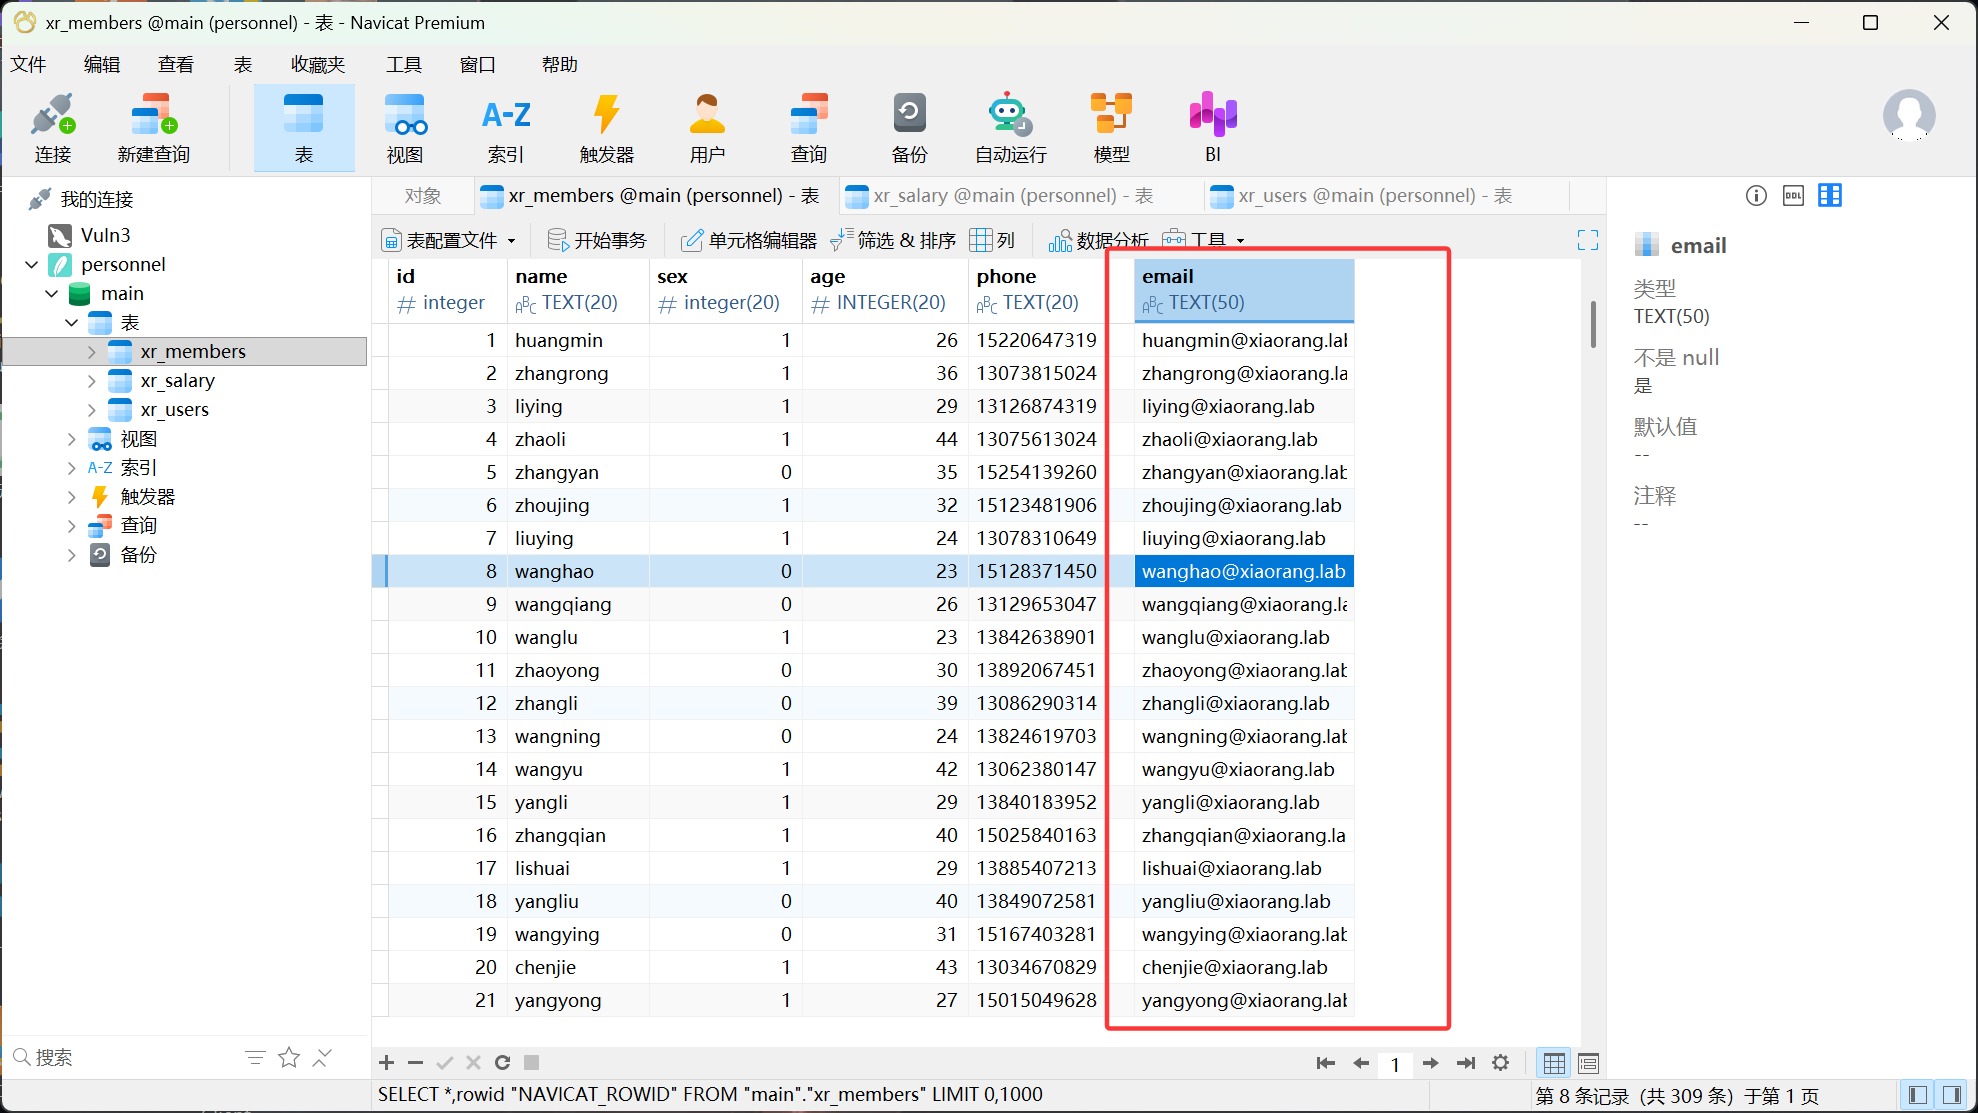 xr_members @main (personnel) - 表 - Navicat Premium
文件 编辑 查看 表 收藏夹 工具 窗口 帮助
连接 新建查询 表 视图 索引 触发器 用户 查询 备份 自动运行 模型 BI
我的连接
Vuln3
personnel
main
表
xr_members
xr_salary
xr_users
视图
A-Z 索引
触发器
查询
备份
搜索
对象 xr_members @main (personnel) - 表 xr_salary @main (personnel) - 表 xr_users @main (personnel) - 表
表配置文件 开始事务 单元格编辑器 筛选 & 排序 列 数据分析 工具
id name sex age phone email
# integer ABC TEXT(20) # integer(20) # INTEGER(20) ABC TEXT(20) ABC TEXT(50)
1 huangmin 1 26 15220647319 huangmin@xiaorang.lab
2 zhangrong 1 36 13073815024 zhangrong@xiaorang.la
3 liying 1 29 13126874319 liying@xiaorang.lab
4 zhaoli 1 44 13075613024 zhaoli@xiaorang.lab
5 zhangyan 0 35 15254139260 zhangyan@xiaorang.lab
6 zhoujing 1 32 15123481906 zhoujing@xiaorang.lab
7 liuying 1 24 13078310649 liuying@xiaorang.lab
8 wanghao 0 23 15128371450 wanghao@xiaorang.lab
9 wangqiang 0 26 13129653047 wangqiang@xiaorang.la
10 wanglu 1 23 13842638901 wanglu@xiaorang.lab
11 zhaoyong 0 30 13892067451 zhaoyong@xiaorang.lab
12 zhangli 0 39 13086290314 zhangli@xiaorang.lab
13 wangning 0 24 13824619703 wangning@xiaorang.lab
14 wangyu 1 42 13062380147 wangyu@xiaorang.lab
15 yangli 1 29 13840183952 yangli@xiaorang.lab
16 zhangqian 1 40 15025840163 zhangqian@xiaorang.la
17 lishuai 1 29 13885407213 lishuai@xiaorang.lab
18 yangliu 0 40 13849072581 yangliu@xiaorang.lab
19 wangying 0 31 15167403281 wangying@xiaorang.lab
20 chenjie 1 43 13034670829 chenjie@xiaorang.lab
21 yangyong 1 27 15015049628 yangyong@xiaorang.lab
1
SELECT *,rowid "NAVICAT_ROWID" FROM "main"."xr_members" LIMIT 0,1000
第 8 条记录 (共 309 条) 于第 1 页
DDL
email
类型
TEXT(50)
不是 null
是
默认值
--
注释
--